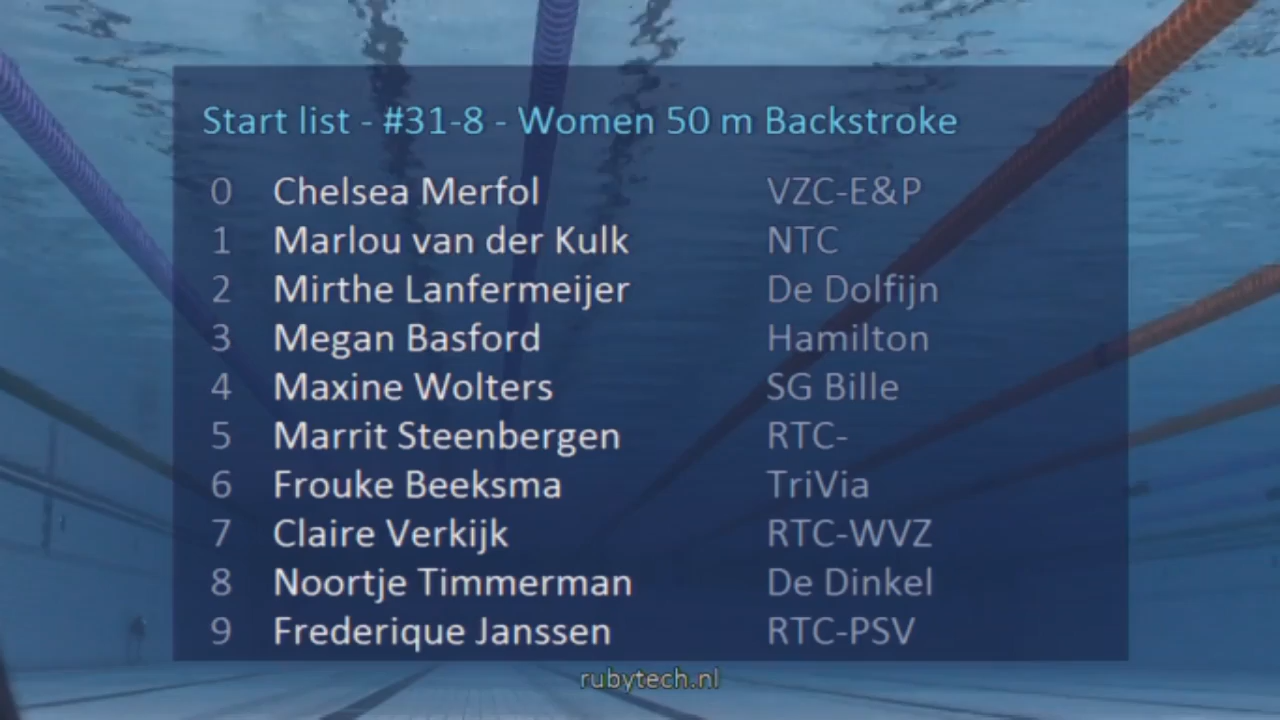 Start list - #31-8 - Women 50 m Backstroke
0 Chelsea Merfol VZC-E&P
1 Marlou van der Kulk NTC
2 Mirthe Lanfermeijer De Dolfijn
3 Megan Basford Hamilton
4 Maxine Wolters SG Bille
5 Marrit Steenbergen RTC-
6 Frouke Beeksma TriVia
7 Claire Verkijk RTC-WVZ
8 Noortje Timmerman De Dinkel
9 Frederique Janssen RTC-PSV
rubytech.nl